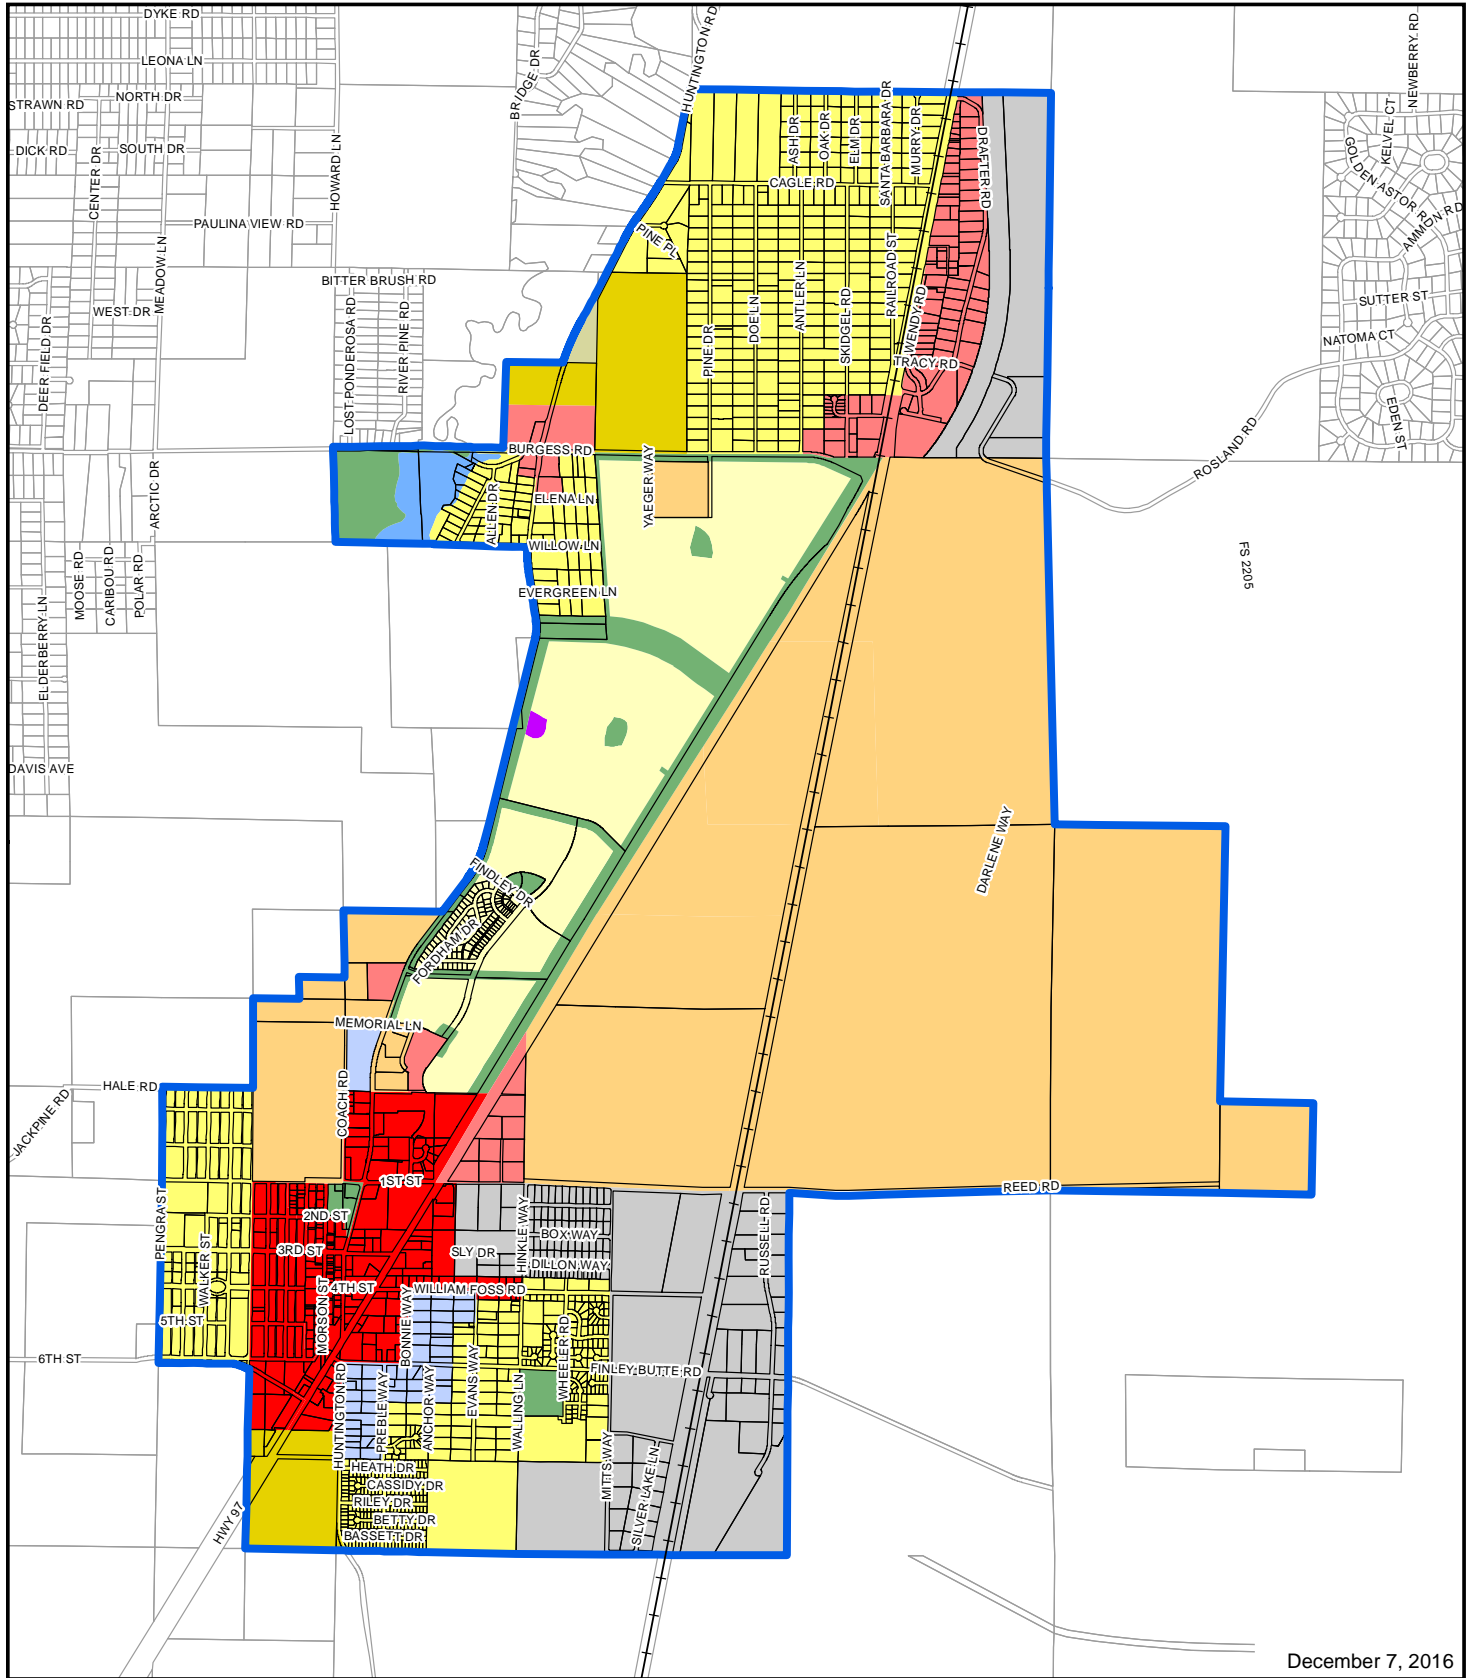 DYKE RD
LEONA LN
STRAWN RD
NORTH DR
DICK RD
SOUTH DR
CENTER DR
HOWARD LN
BRIDGE DR
HUNTINGTON RD
NEWBERRY RD
KELVEL CT
GOLDEN ASTOR R
AMMON RD
ASH DR
OAK DR
ELM DR
SANTA BARBARA DR
MURRY DR
DRAFTER RD
CAGLE RD
PAULINA VIEW RD
MEADOW LN
PINE PL
BITTER BRUSH RD
WEST DR
DEER FIELD DR
LOST PONDEROSA RD
RIVER PINE RD
PINE DR
DOE LN
ANTLER LN
SKIDGEL RD
RAILROAD ST
WENDY RD
TRACY RD
SUTTER ST
NATOMA CT
EDEN ST
ROSLAND RD
BURGESS RD
YAEGER WAY
ARCTIC DR
ALLEN DR
ELENA LN
WILLOW LN
EVERGREEN LN
MOOSE RD
CARIBOU RD
POLAR RD
ELDERBERRY LN
FS 2205
DAVIS AVE
DARLENE WAY
FINDLEY DR
FORDHAM DR
MEMORIAL LN
COACH RD
HALE RD
JACKPINE RD
1ST ST
REED RD
PENGRA ST
WALKER ST
2ND ST
3RD ST
4TH ST
5TH ST
6TH ST
MORSON ST
SLY DR
HINKLE WAY
BOX WAY
DILLON WAY
RUSSELL RD
WILLIAM FOSS RD
BONNIE WAY
WHEELER RD
FINLEY BUTTE RD
HUNTINGTON RD
PREBLE WAY
ANCHOR WAY
EVANS WAY
WALLING LN
MITTS WAY
SILVER LAKE LN
HEATH DR
CASSIDY DR
RILEY DR
BETTY DR
BASSETT DR
HWY 97
December 7, 2016